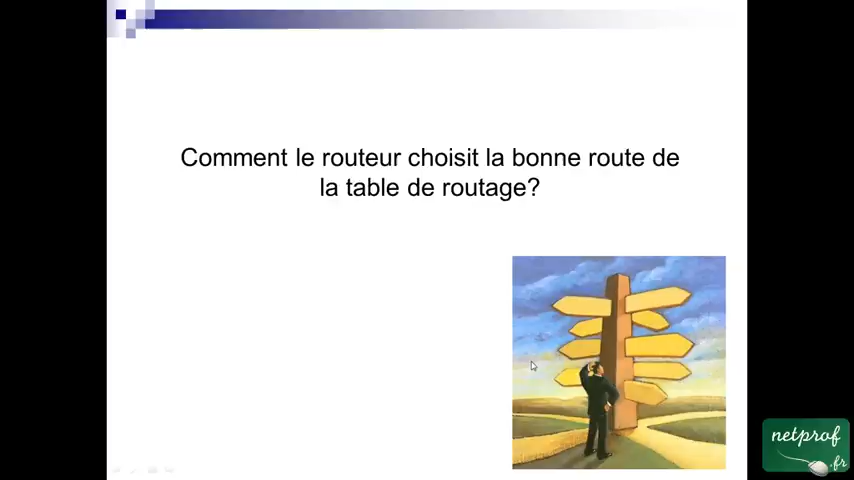 Comment le routeur choisit la bonne route de
la table de routage?
netprof
.fr